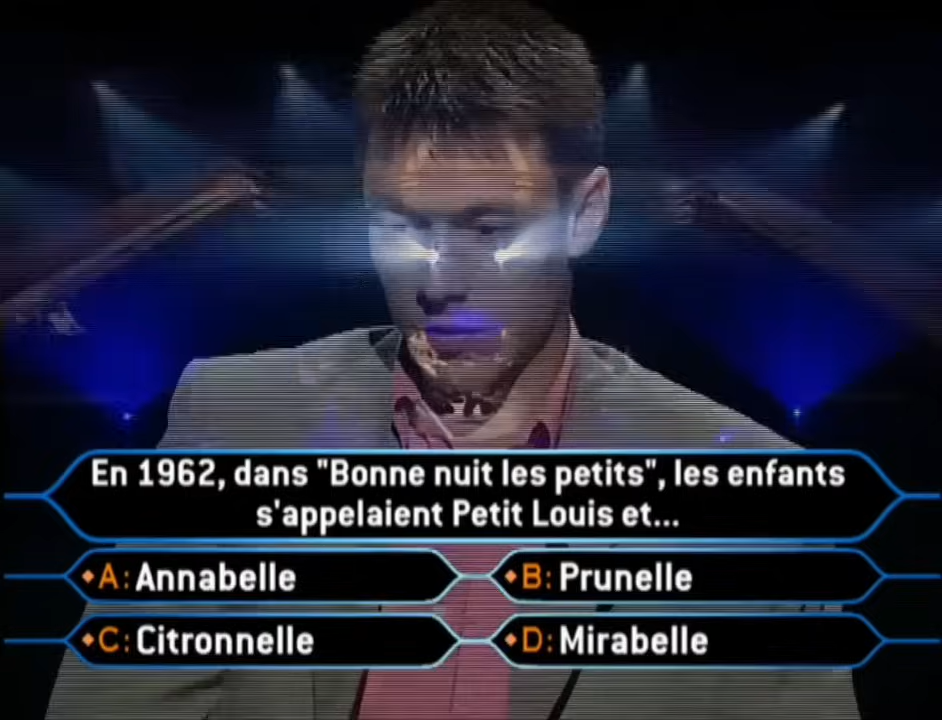 En 1962, dans "Bonne nuit les petits", les enfants
s'appelaient Petit Louis et...
A: Annabelle
B: Prunelle
C: Citronnelle
D: Mirabelle